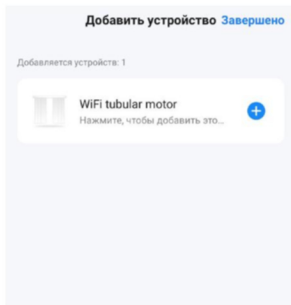 Добавить устройство Завершено
Добавляется устройств: 1
WiFi tubular motor
Нажмите, чтобы добавить это...